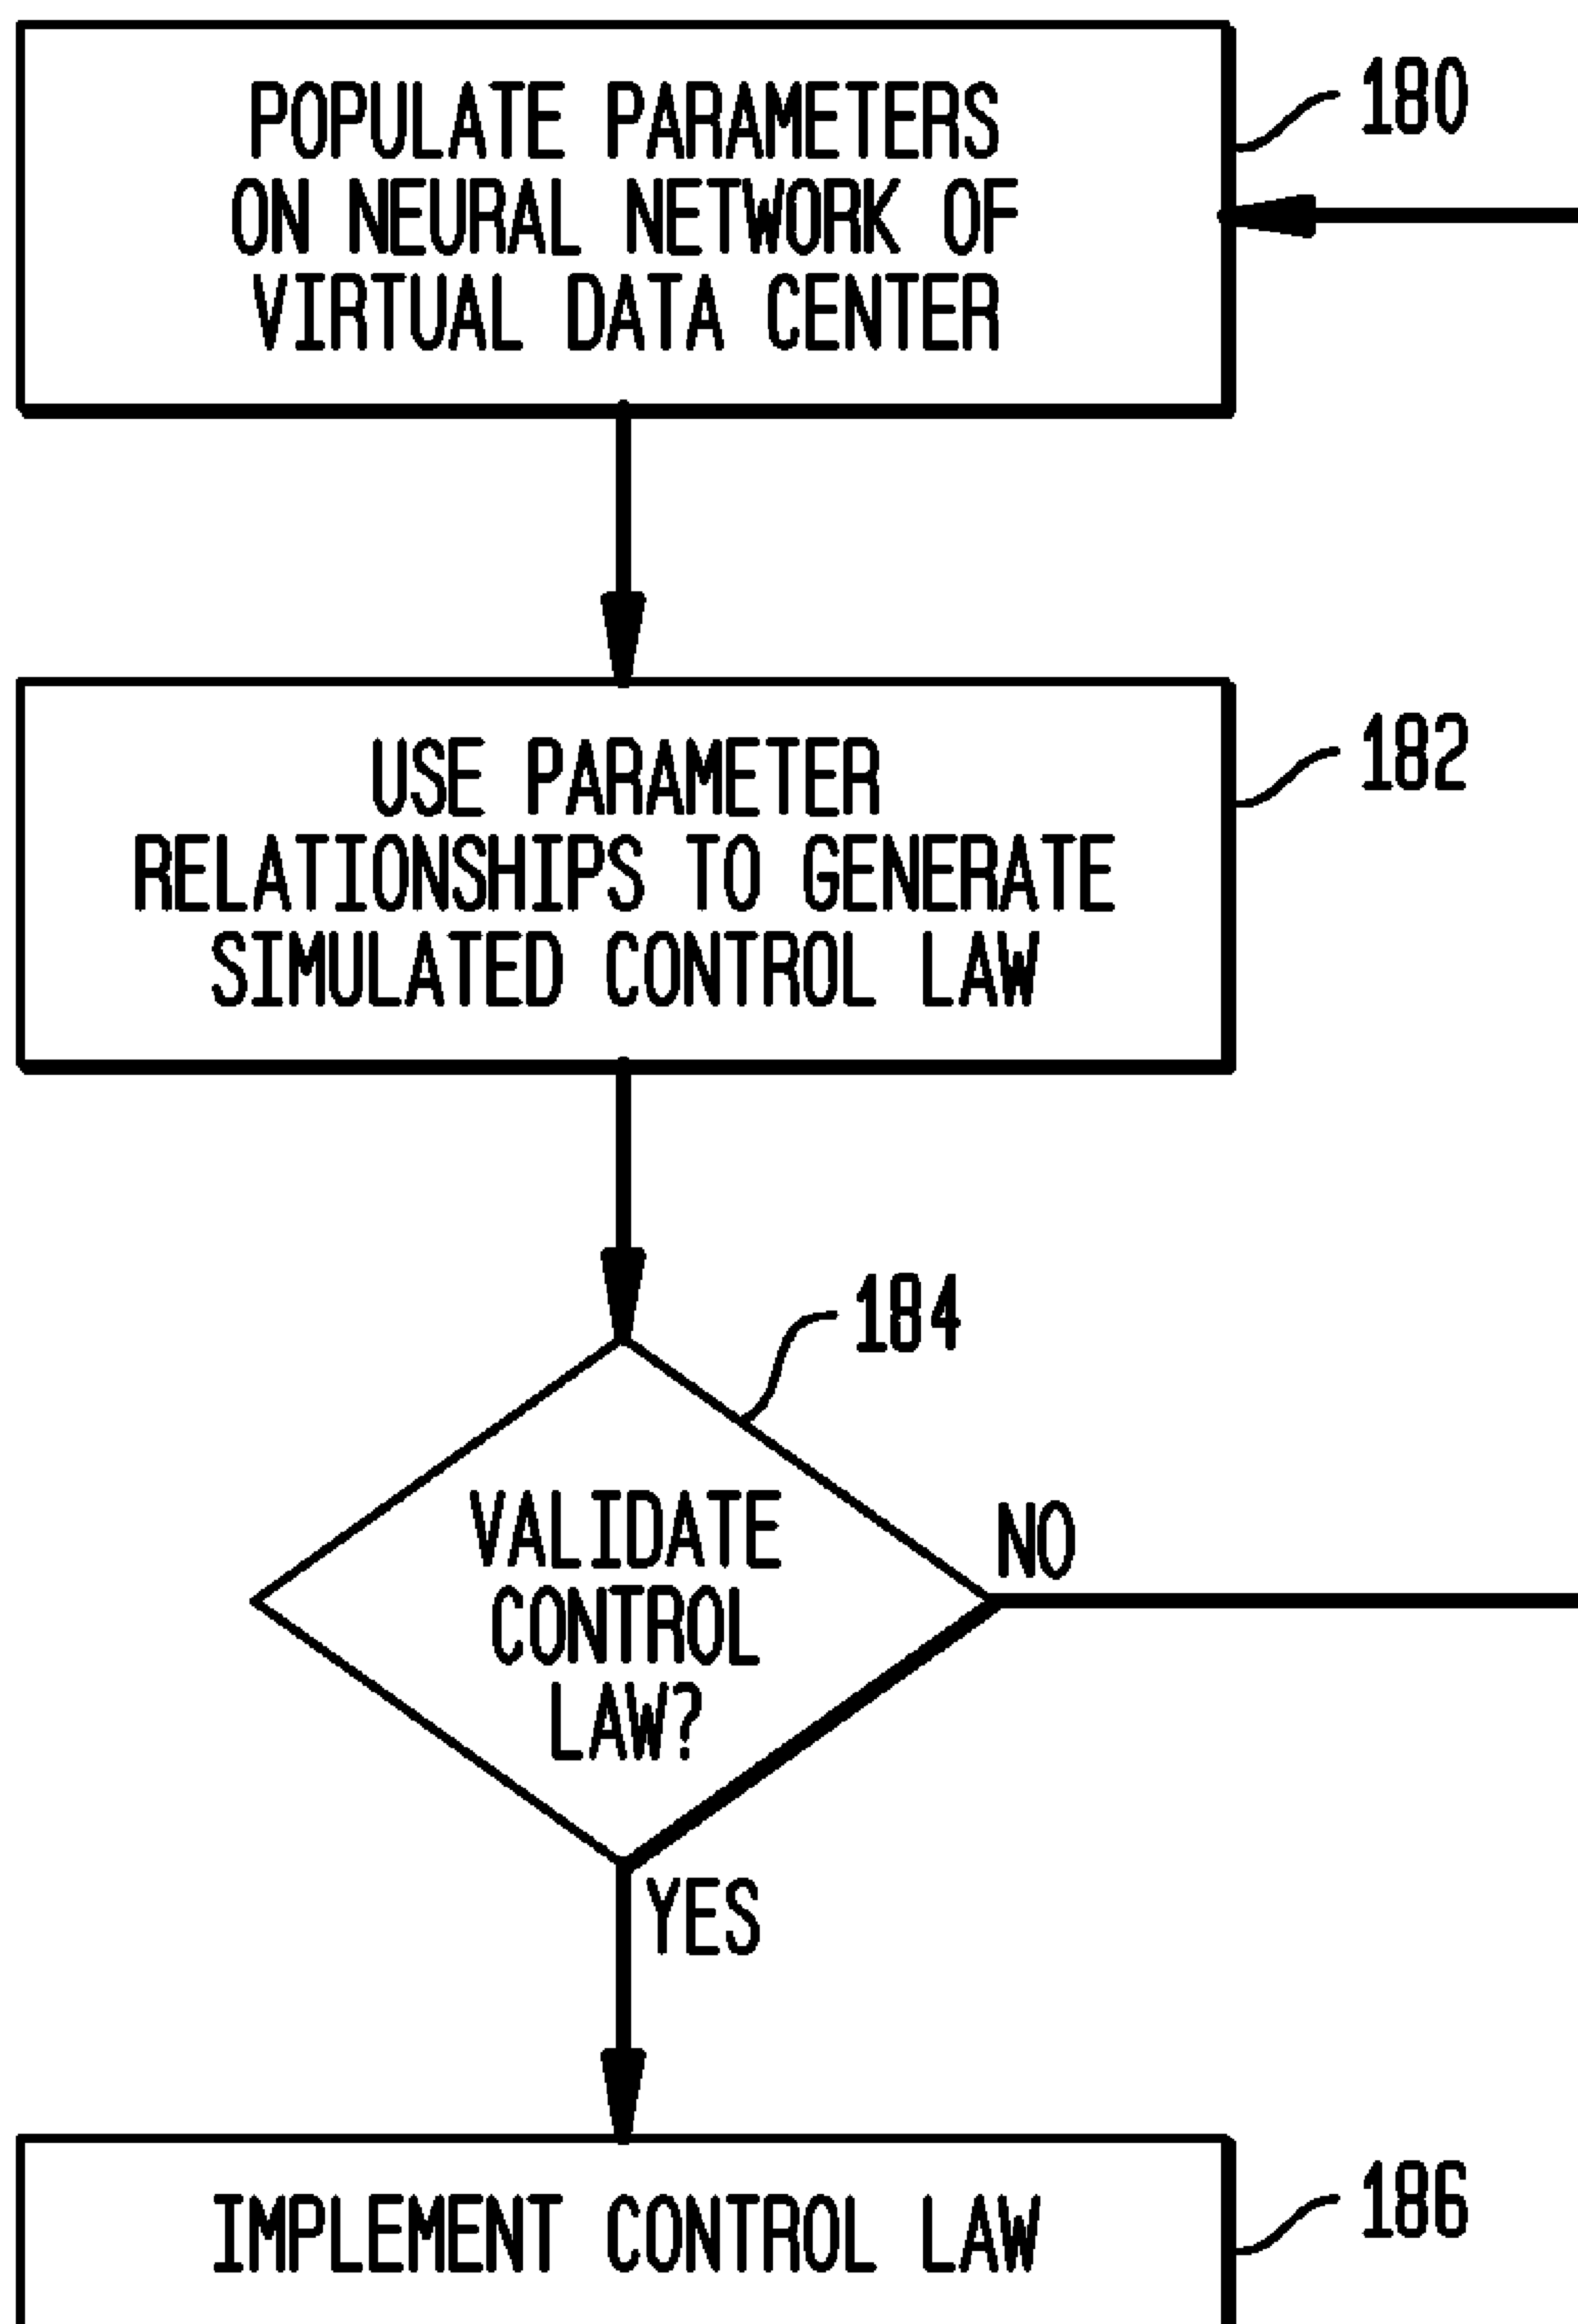 POPULATE PARAMETERS
ON NEURAL NETWORK OF
VIRTUAL DATA CENTER
180
USE PARAMETER
RELATIONSHIPS TO GENERATE
SIMULATED CONTROL LAW
182
184
VALIDATE
CONTROL
LAW?
NO
YES
IMPLEMENT CONTROL LAW
186